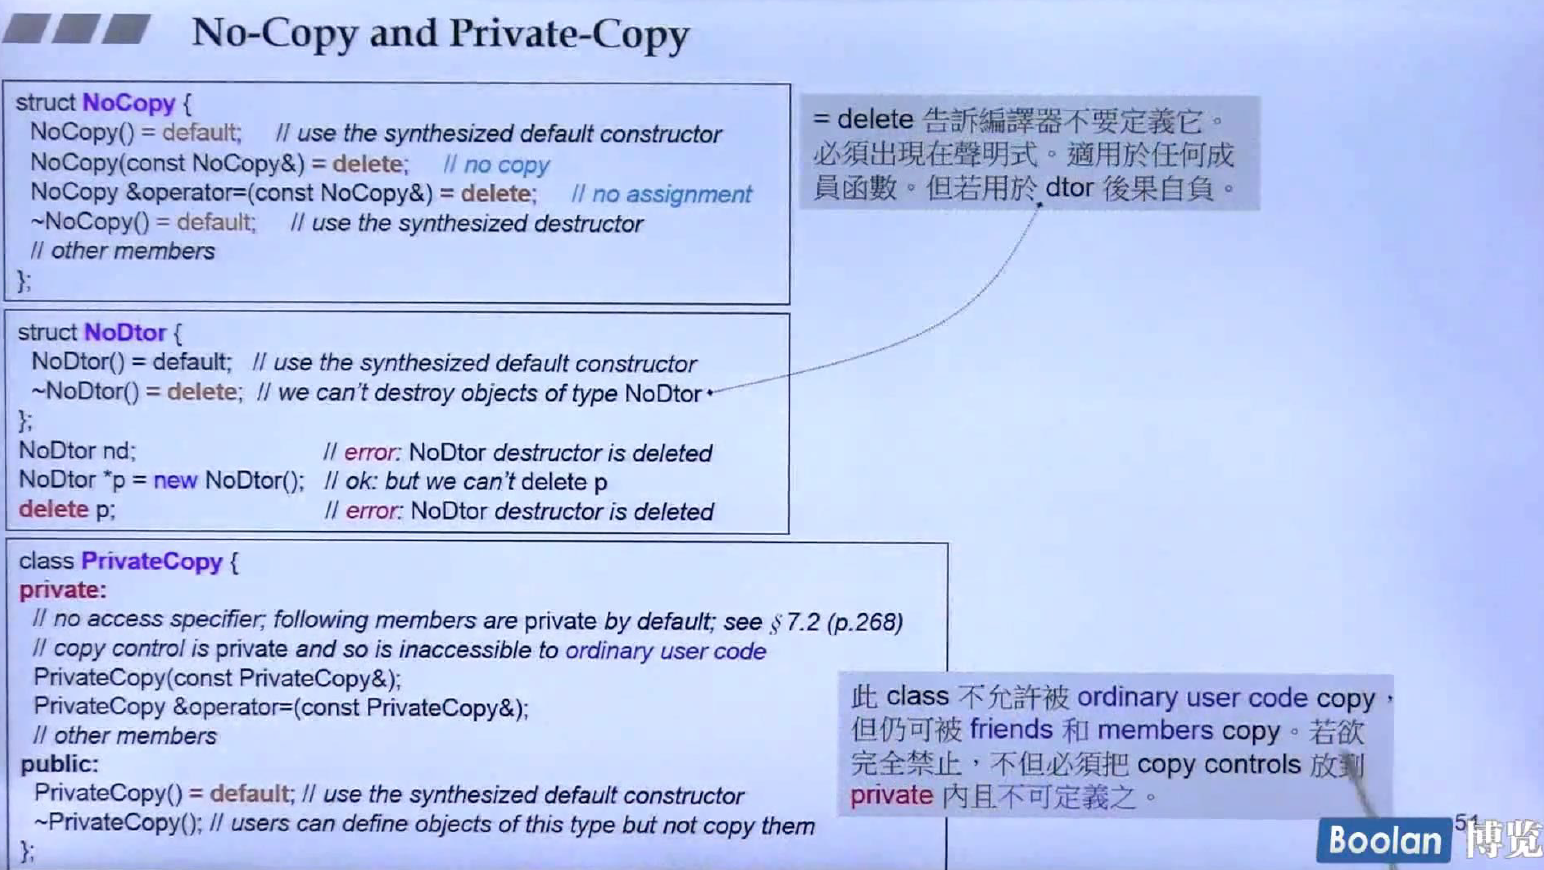 No-Copy and Private-Copy
struct NoCopy {
NoCopy() = default;    // use the synthesized default constructor
NoCopy(const NoCopy&) = delete;    // no copy
NoCopy &operator=(const NoCopy&) = delete;    // no assignment
~NoCopy() = default;    // use the synthesized destructor
// other members
};
= delete 告訴編譯器不要定義它。
必須出現在聲明式。適用於任何成
員函數。但若用於 dtor 後果自負。
struct NoDtor {
NoDtor() = default;  // use the synthesized default constructor
~NoDtor() = delete;  // we can't destroy objects of type NoDtor
};
NoDtor nd;    // error: NoDtor destructor is deleted
NoDtor *p = new NoDtor();  // ok: but we can't delete p
delete p;    // error: NoDtor destructor is deleted
class PrivateCopy {
private:
// no access specifier; following members are private by default; see §7.2 (p.268)
// copy control is private and so is inaccessible to ordinary user code
PrivateCopy(const PrivateCopy&);
PrivateCopy &operator=(const PrivateCopy&);
// other members
public:
PrivateCopy() = default; // use the synthesized default constructor
~PrivateCopy(); // users can define objects of this type but not copy them
};
此 class 不允許被 ordinary user code copy，
但仍可被 friends 和 members copy。若欲
完全禁止，不但必須把 copy controls 放到
private 內且不可定義之。
Boolan 博览